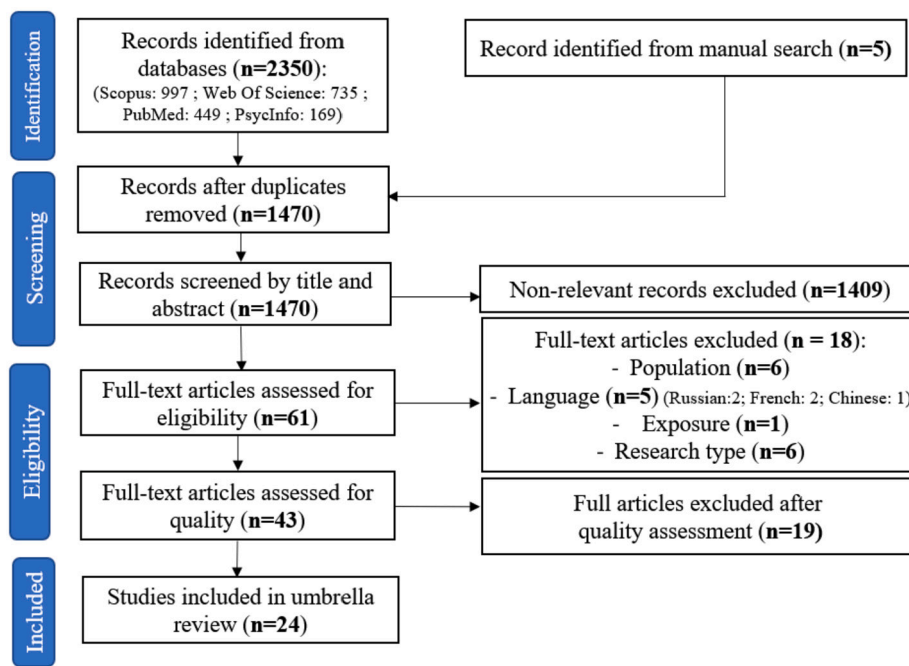 Identification
Records identified from
databases (n=2350):
(Scopus: 997 ; Web Of Science: 735 ;
PubMed: 449 ; PsycInfo: 169)
Record identified from manual search (n=5)
Screening
Records after duplicates
removed (n=1470)
Records screened by title and
abstract (n=1470)
Non-relevant records excluded (n=1409)
Eligibility
Full-text articles assessed for
eligibility (n=61)
Full-text articles excluded (n = 18):
- Population (n=6)
- Language (n=5) (Russian:2; French: 2; Chinese: 1)
- Exposure (n=1)
- Research type (n=6)
Full-text articles assessed for
quality (n=43)
Full articles excluded after
quality assessment (n=19)
Included
Studies included in umbrella
review (n=24)